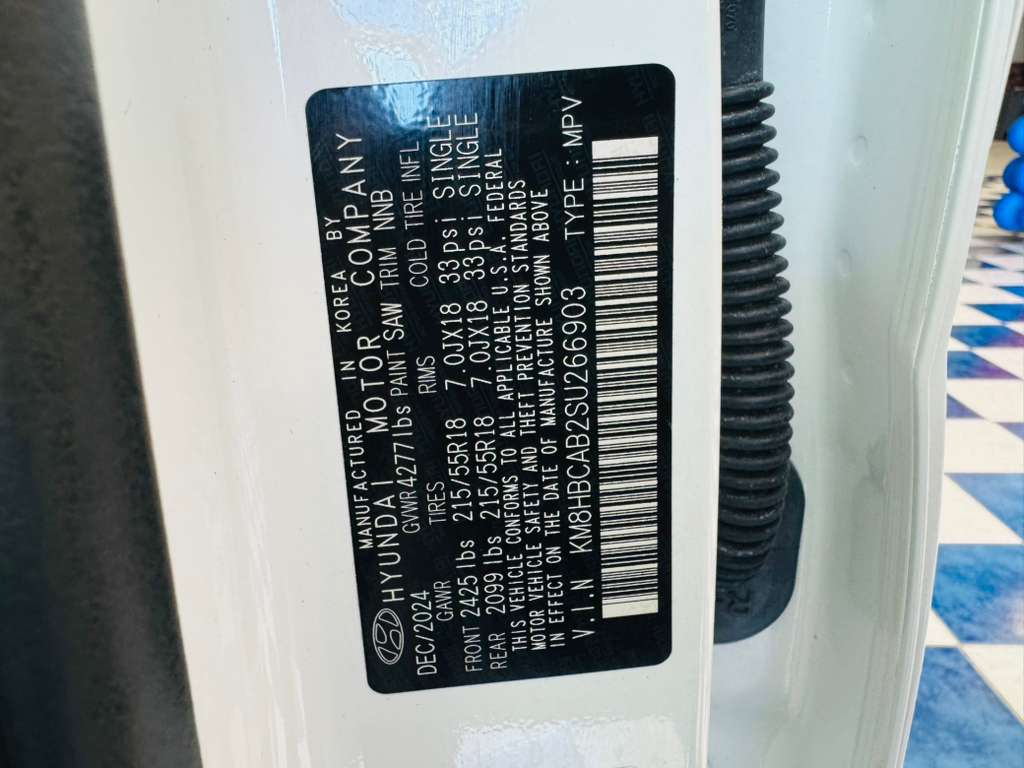 MANUFACTURED IN KOREA BY
HYUNDAI MOTOR COMPANY
DEC/2024 GVWR 4277lbs PAINT SAW TRIM NNB
GAWR TIRES RIMS COLD TIRE INFL
FRONT 2425 lbs 215/55R18 7.0JX18 33psi SINGLE
REAR 2099 lbs 215/55R18 7.0JX18 33psi SINGLE
THIS VEHICLE CONFORMS TO ALL APPLICABLE U.S.A. FEDERAL
MOTOR VEHICLE SAFETY AND THEFT PREVENTION STANDARDS
IN EFFECT ON THE DATE OF MANUFACTURE SHOWN ABOVE
V.I.N KM8HBCAB2SU266903 TYPE : MPV